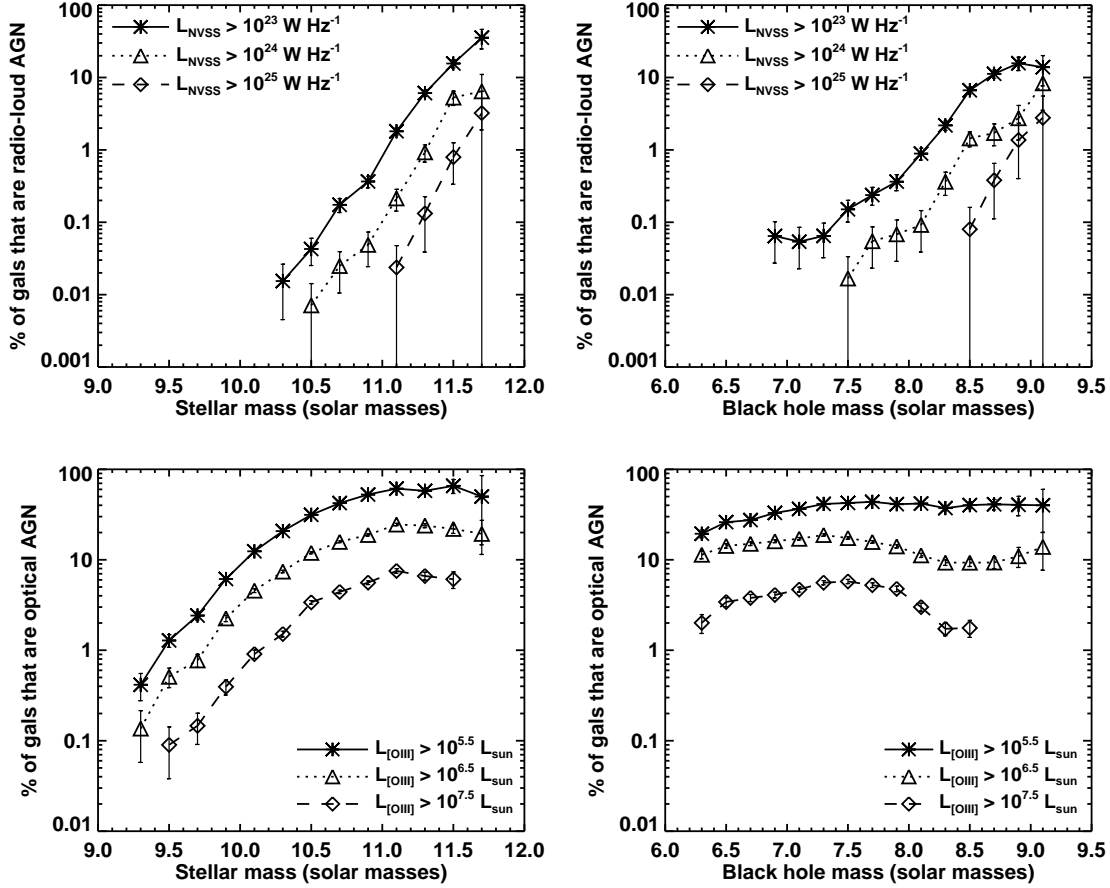 % of gals that are radio-loud AGN
L_NVSS > 10^23 W Hz^-1
L_NVSS > 10^24 W Hz^-1
L_NVSS > 10^25 W Hz^-1
100
10
1
0.1
0.01
0.001
9.0 9.5 10.0 10.5 11.0 11.5 12.0
Stellar mass (solar masses)
% of gals that are radio-loud AGN
L_NVSS > 10^23 W Hz^-1
L_NVSS > 10^24 W Hz^-1
L_NVSS > 10^25 W Hz^-1
100
10
1
0.1
0.01
0.001
6.0 6.5 7.0 7.5 8.0 8.5 9.0 9.5
Black hole mass (solar masses)
% of gals that are optical AGN
100
10
1
0.1
0.01
L_[OIII] > 10^5.5 L_sun
L_[OIII] > 10^6.5 L_sun
L_[OIII] > 10^7.5 L_sun
9.0 9.5 10.0 10.5 11.0 11.5 12.0
Stellar mass (solar masses)
% of gals that are optical AGN
100
10
1
0.1
0.01
L_[OIII] > 10^5.5 L_sun
L_[OIII] > 10^6.5 L_sun
L_[OIII] > 10^7.5 L_sun
6.0 6.5 7.0 7.5 8.0 8.5 9.0 9.5
Black hole mass (solar masses)